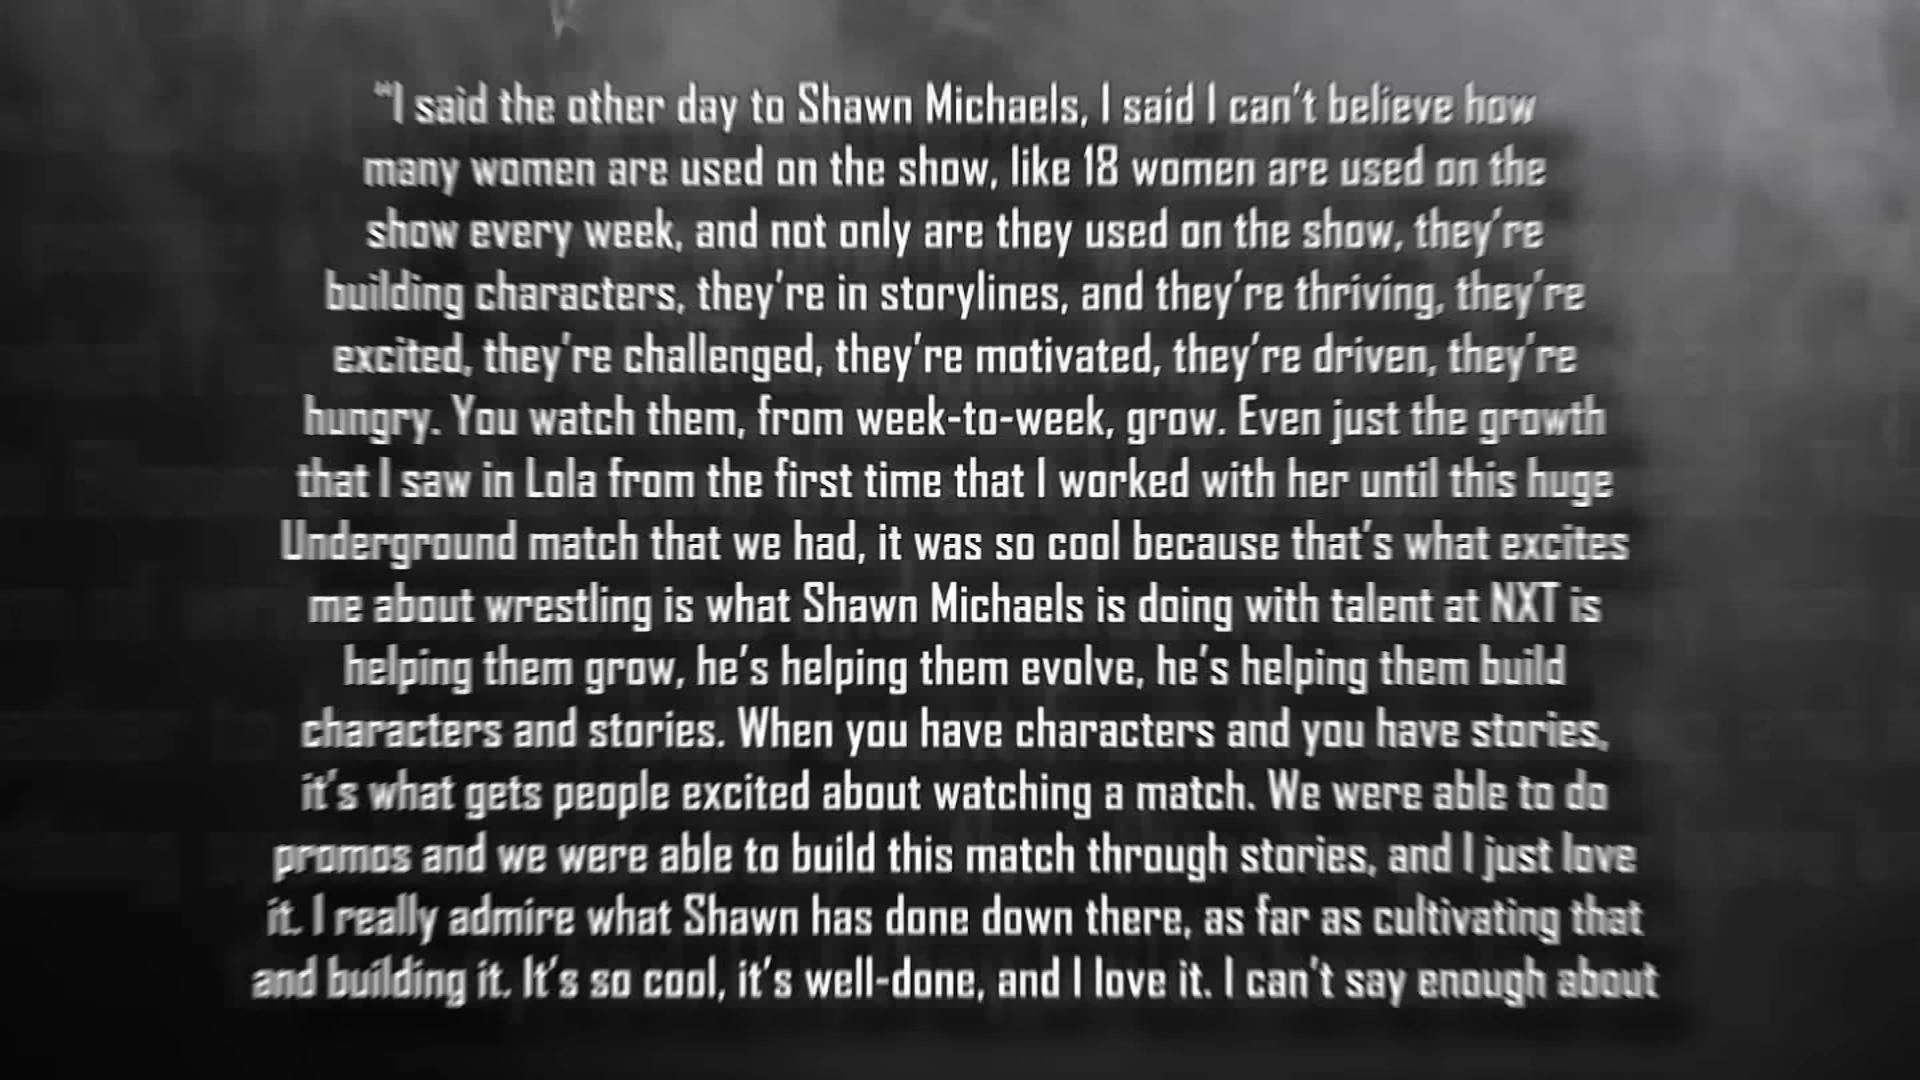 “I said the other day to Shawn Michaels, I said I can’t believe how
many women are used on the show, like 18 women are used on the
show every week, and not only are they used on the show, they’re
building characters, they’re in storylines, and they’re thriving, they’re
excited, they’re challenged, they’re motivated, they’re driven, they’re
hungry. You watch them, from week-to-week, grow. Even just the growth
that I saw in Lola from the first time that I worked with her until this huge
Underground match that we had, it was so cool because that’s what excites
me about wrestling is what Shawn Michaels is doing with talent at NXT is
helping them grow, he’s helping them evolve, he’s helping them build
characters and stories. When you have characters and you have stories,
it’s what gets people excited about watching a match. We were able to do
promos and we were able to build this match through stories, and I just love
it. I really admire what Shawn has done down there, as far as cultivating that
and building it. It’s so cool, it’s well-done, and I love it. I can’t say enough about